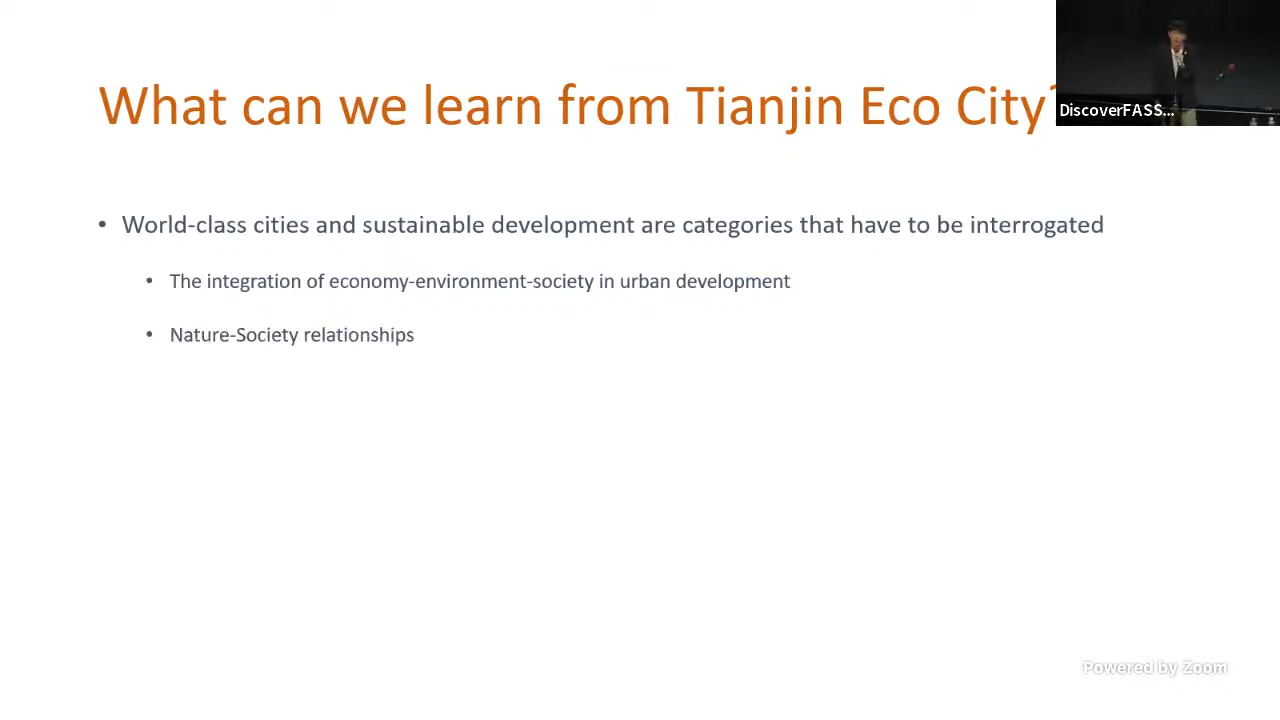 What can we learn from Tianjin Eco City?
DiscoverFASS...
• World-class cities and sustainable development are categories that have to be interrogated
• The integration of economy-environment-society in urban development
• Nature-Society relationships
Powered by Zoom